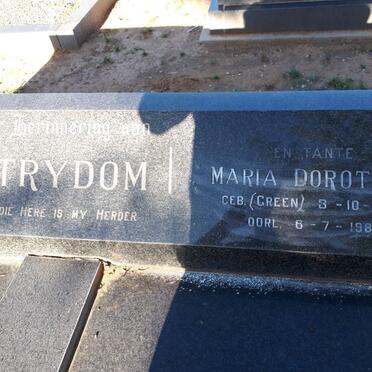 Herinnering aan
TRYDOM
DIE HERE IS MY HERDER
EN TANTE
MARIA DOROT
GEB. (GREEN) 3-10-
OORL. 6-7-198